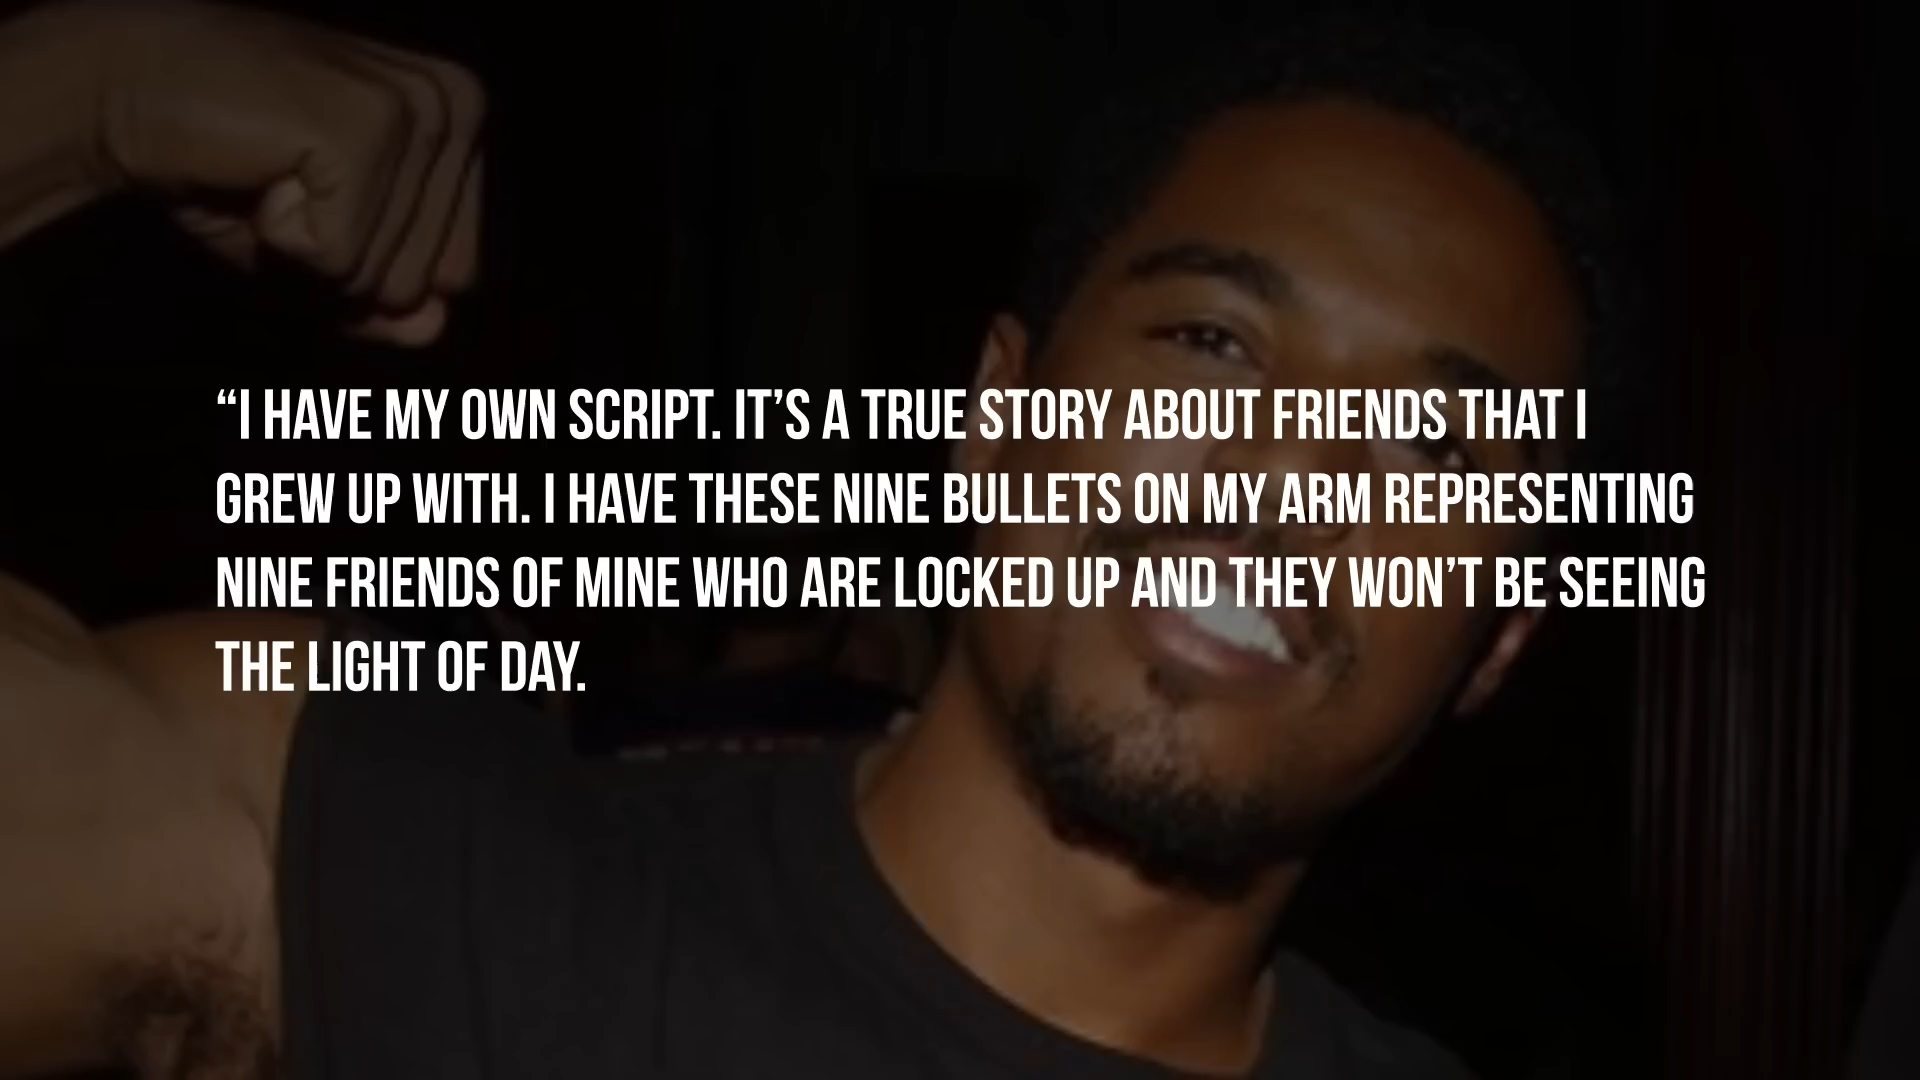 “I HAVE MY OWN SCRIPT. IT’S A TRUE STORY ABOUT FRIENDS THAT I
GREW UP WITH. I HAVE THESE NINE BULLETS ON MY ARM REPRESENTING
NINE FRIENDS OF MINE WHO ARE LOCKED UP AND THEY WON’T BE SEEING
THE LIGHT OF DAY.